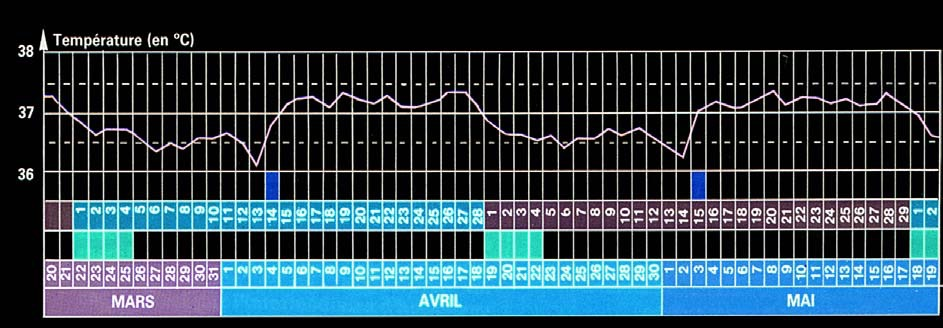 Température (en °C)
38
37
36
1 2 3 4 5 6 7 8 9 10 11 12 13 14 15 16 17 18 19 20 21 22 23 24 25 26 27 28 1 2 3 4 5 6 7 8 9 10 11 12 13 14 15 16 17 18 19 20 21 22 23 24 25 26 27 28 29 1 2
20 21 22 23 24 25 26 27 28 29 30 31 1 2 3 4 5 6 7 8 9 10 11 12 13 14 15 16 17 18 19 20 21 22 23 24 25 26 27 28 29 30 1 2 3 4 5 6 7 8 9 10 11 12 13 14 15 16 17 18 19
MARS AVRIL MAI